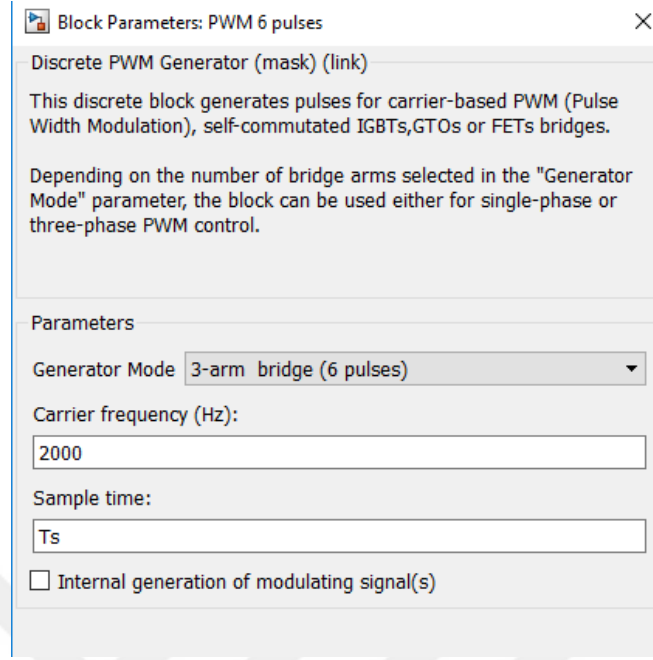 Block Parameters: PWM 6 pulses
Discrete PWM Generator (mask) (link)
This discrete block generates pulses for carrier-based PWM (Pulse
Width Modulation), self-commutated IGBTs,GTOs or FETs bridges.
Depending on the number of bridge arms selected in the "Generator
Mode" parameter, the block can be used either for single-phase or
three-phase PWM control.
Parameters
Generator Mode 3-arm bridge (6 pulses)
Carrier frequency (Hz):
2000
Sample time:
Ts
Internal generation of modulating signal(s)